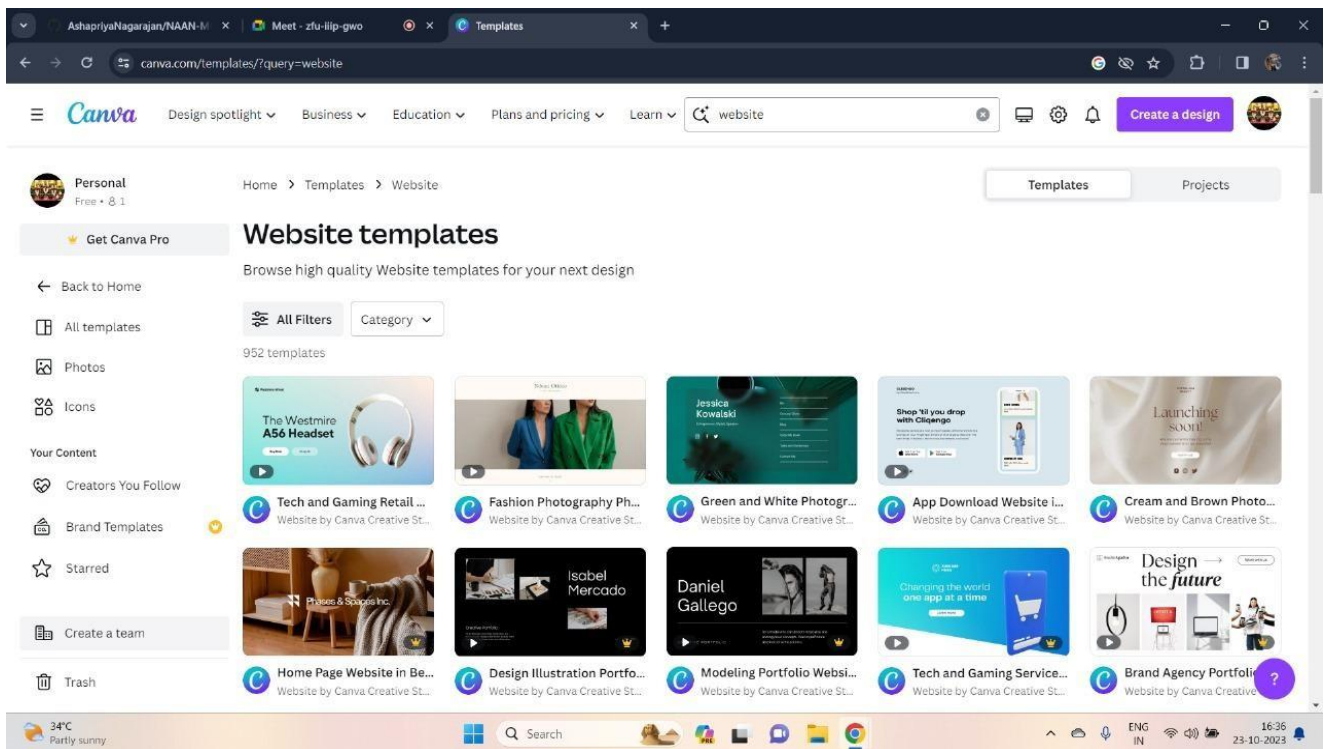 AshapriyaNagarajan/NAAN-M
Meet - zfu-iiip-gwo
Templates
canva.com/templates/?query=website
Canva
Design spotlight
Business
Education
Plans and pricing
Learn
website
Create a design
Personal
Free • 1
Get Canva Pro
Back to Home
All templates
Photos
Icons
Your Content
Creators You Follow
Brand Templates
Starred
Create a team
Trash
Home > Templates > Website
Templates
Projects
Website templates
Browse high quality Website templates for your next design
All Filters
Category
952 templates
The Westmire
A56 Headset
Jessica
Kowalski
Shop 'til you drop
with Cliqengo
Launching
soon!
Tech and Gaming Retail ...
Website by Canva Creative St...
Fashion Photography Ph...
Website by Canva Creative St...
Green and White Photogr...
Website by Canva Creative St...
App Download Website i...
Website by Canva Creative St...
Cream and Brown Photo...
Website by Canva Creative St...
Phases & Spaces Inc.
Isabel
Mercado
Daniel
Gallego
Changing the world
one app at a time
Design →
the future
Home Page Website in Be...
Website by Canva Creative St...
Design Illustration Portfo...
Website by Canva Creative St...
Modeling Portfolio Websi...
Website by Canva Creative St...
Tech and Gaming Service...
Website by Canva Creative St...
Brand Agency Portfoli
Website by Canva Creative
?
34°C
Partly sunny
Search
ENG
IN
16:36
23-10-2023